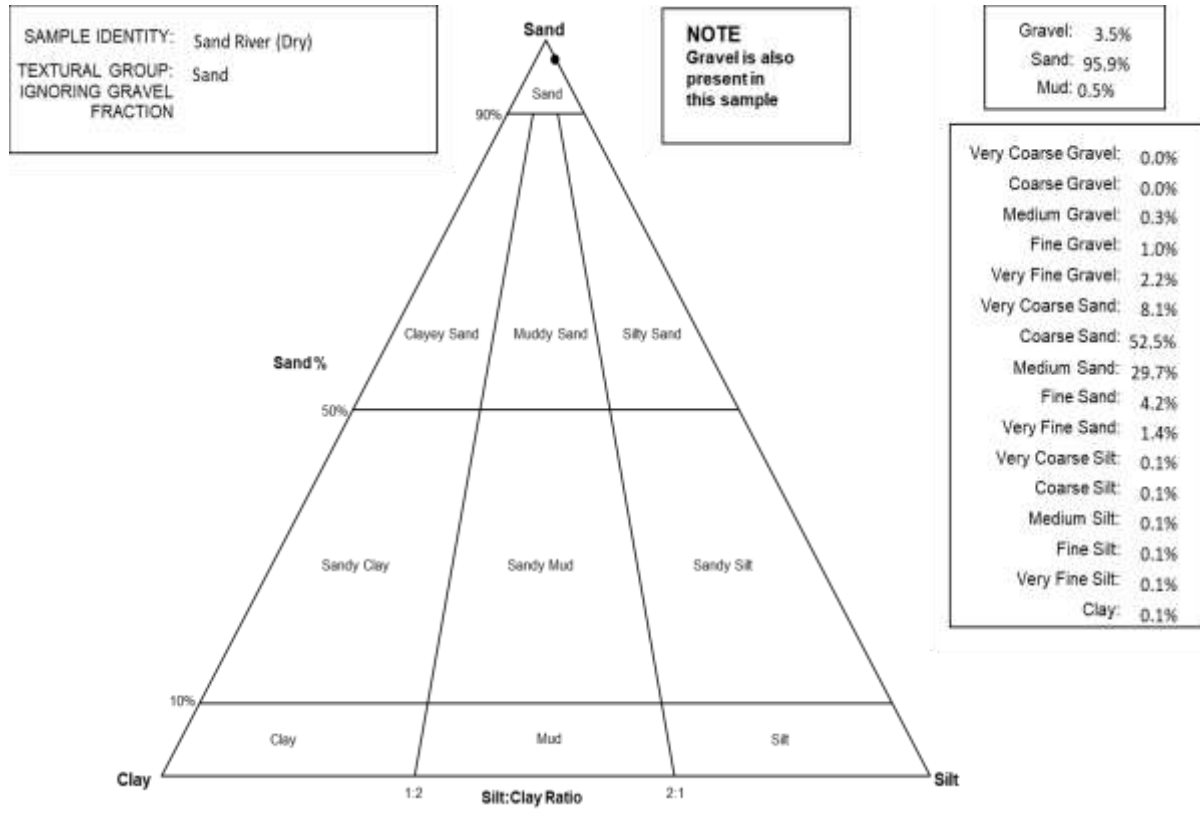 SAMPLE IDENTITY: Sand River (Dry)
TEXTURAL GROUP: Sand
IGNORING GRAVEL
FRACTION
Sand
NOTE
Gravel is also
present in
this sample
Gravel: 3.5%
Sand: 95.9%
Mud: 0.5%
Sand
90%
Very Coarse Gravel: 0.0%
Coarse Gravel: 0.0%
Medium Gravel: 0.3%
Fine Gravel: 1.0%
Very Fine Gravel: 2.2%
Very Coarse Sand: 8.1%
Coarse Sand: 52.5%
Medium Sand: 29.7%
Fine Sand: 4.2%
Very Fine Sand: 1.4%
Very Coarse Silt: 0.1%
Coarse Silt: 0.1%
Medium Silt: 0.1%
Fine Silt: 0.1%
Very Fine Silt: 0.1%
Clay: 0.1%
Clayey Sand Muddy Sand Silty Sand
Sand %
50%
Sandy Clay Sandy Mud Sandy Silt
10%
Clay Mud Silt
Clay Silt
1:2 Silt:Clay Ratio 2:1